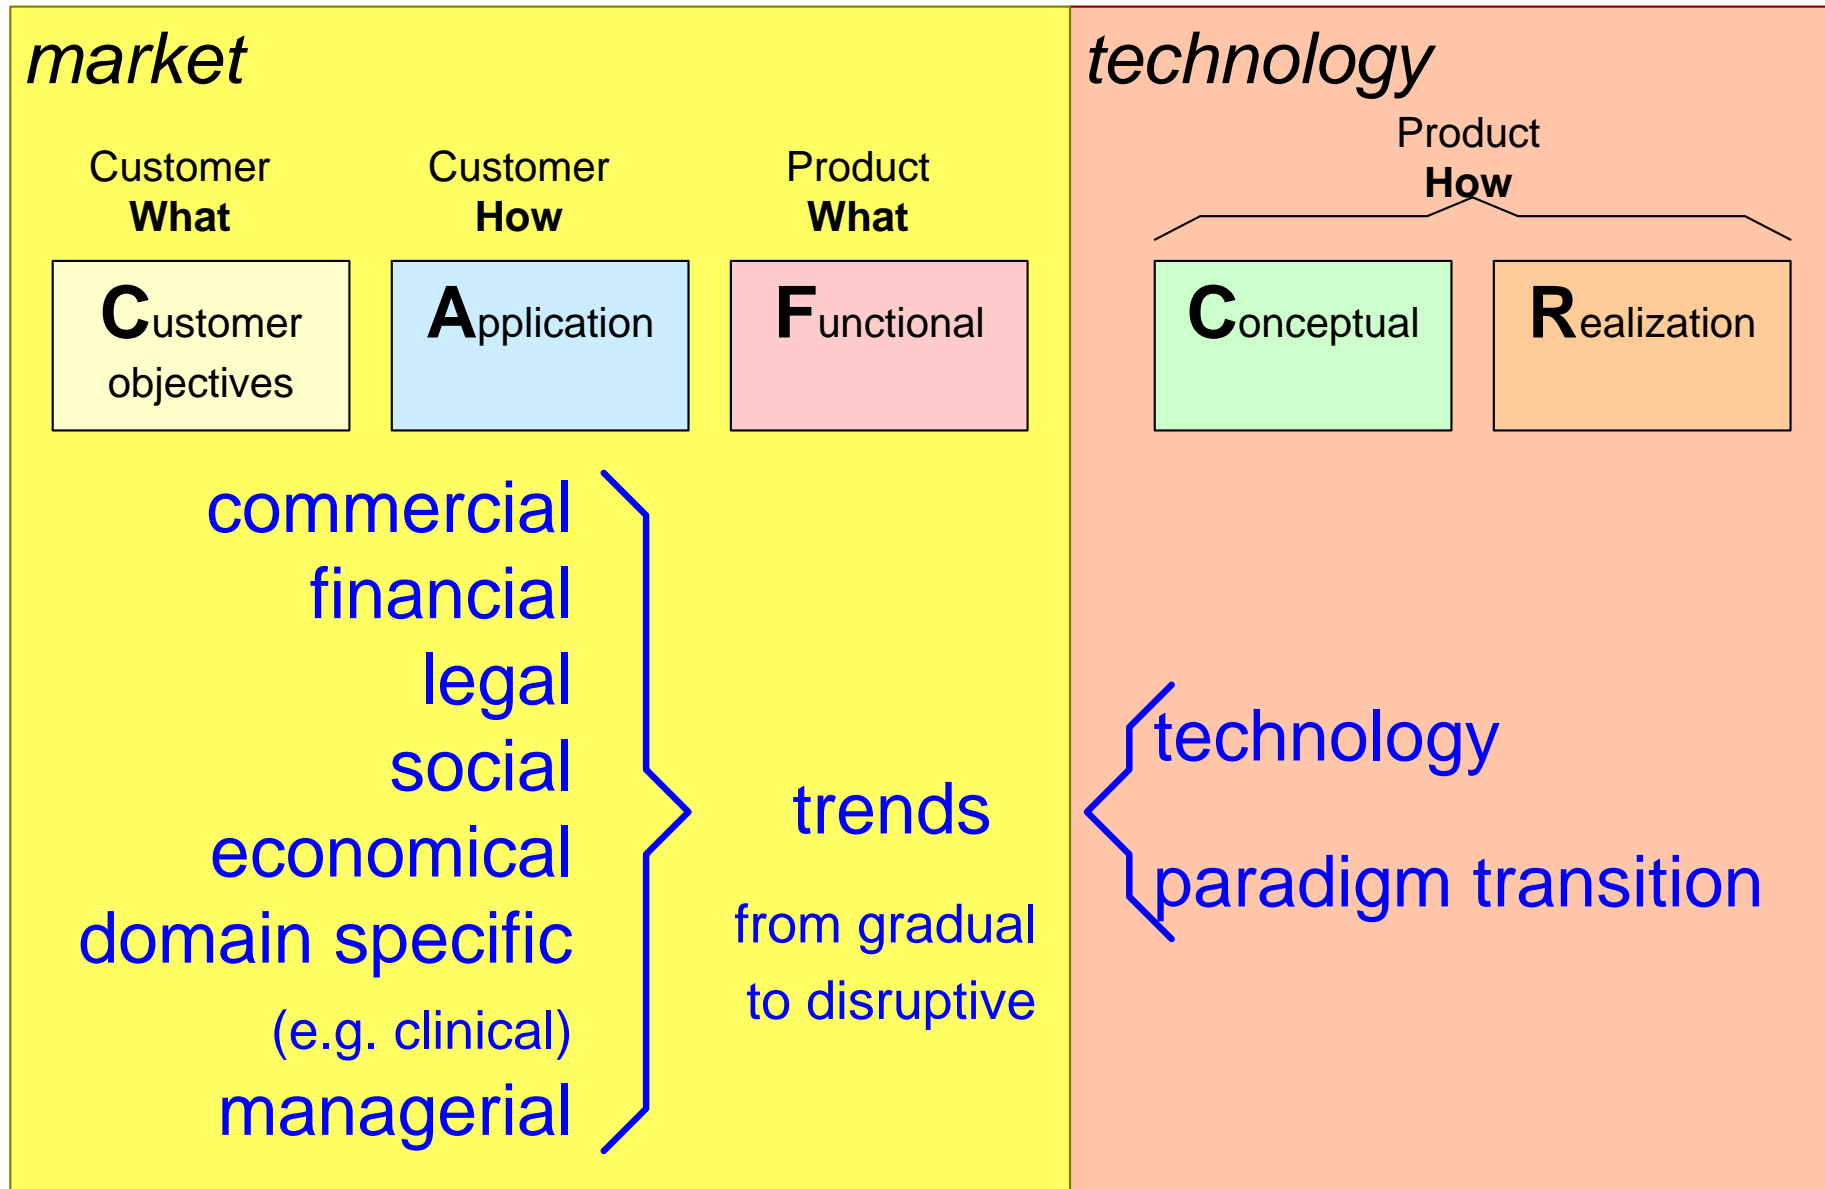 market
technology
Customer
What
Customer
How
Product
What
Product
How
Customer
objectives
Application
Functional
Conceptual
Realization
commercial
financial
legal
social
economical
domain specific
(e.g. clinical)
managerial
trends
from gradual
to disruptive
technology
paradigm transition